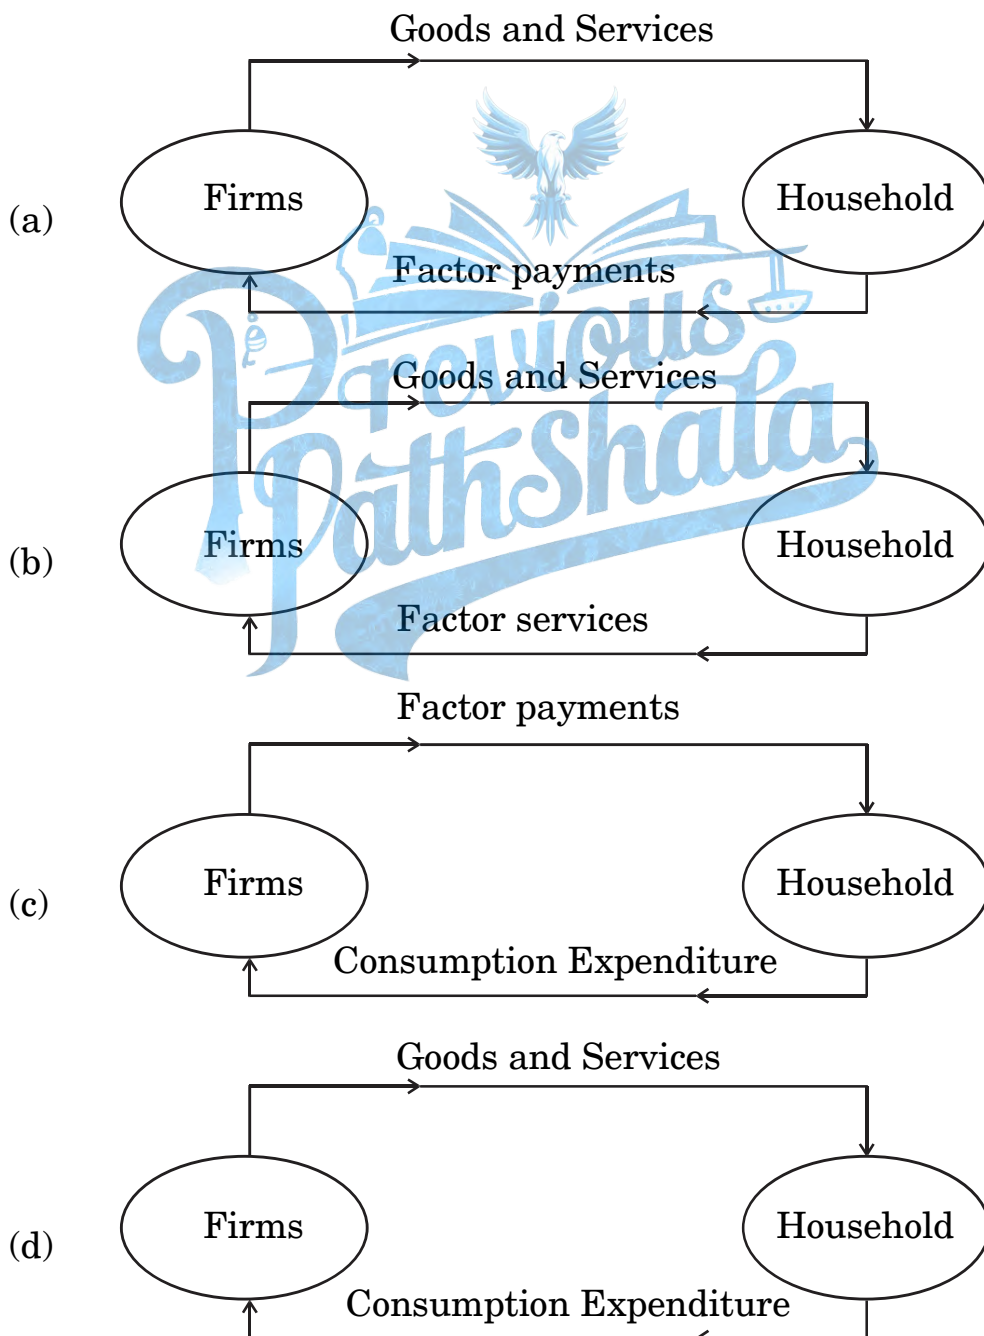 Goods and Services
(a)
Firms
Household
Factor payments
Previous
PathShala
Goods and Services
(b)
Firms
Household
Factor services
Factor payments
(c)
Firms
Household
Consumption Expenditure
Goods and Services
(d)
Firms
Household
Consumption Expenditure